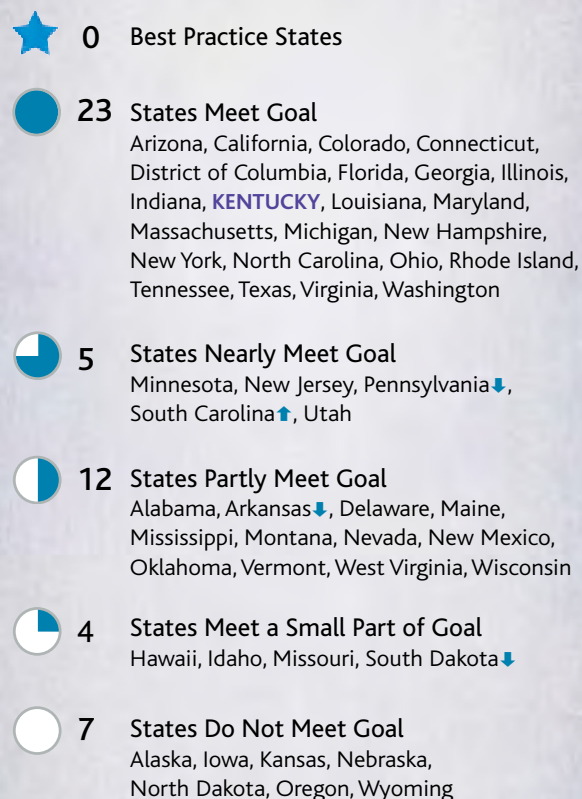 0 Best Practice States
23 States Meet Goal
Arizona, California, Colorado, Connecticut,
District of Columbia, Florida, Georgia, Illinois,
Indiana, KENTUCKY, Louisiana, Maryland,
Massachusetts, Michigan, New Hampshire,
New York, North Carolina, Ohio, Rhode Island,
Tennessee, Texas, Virginia, Washington
5 States Nearly Meet Goal
Minnesota, New Jersey, Pennsylvania⬇,
South Carolina⬆, Utah
12 States Partly Meet Goal
Alabama, Arkansas⬇, Delaware, Maine,
Mississippi, Montana, Nevada, New Mexico,
Oklahoma, Vermont, West Virginia, Wisconsin
4 States Meet a Small Part of Goal
Hawaii, Idaho, Missouri, South Dakota⬇
7 States Do Not Meet Goal
Alaska, Iowa, Kansas, Nebraska,
North Dakota, Oregon, Wyoming